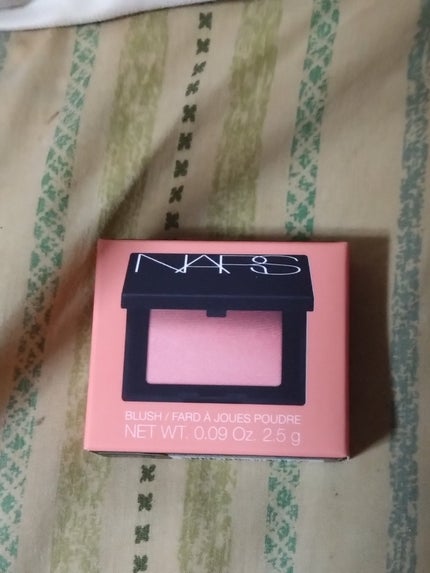 NARS
BLUSH / FARD À JOUES POUDRE
NET WT. 0.09 Oz. 2.5 g